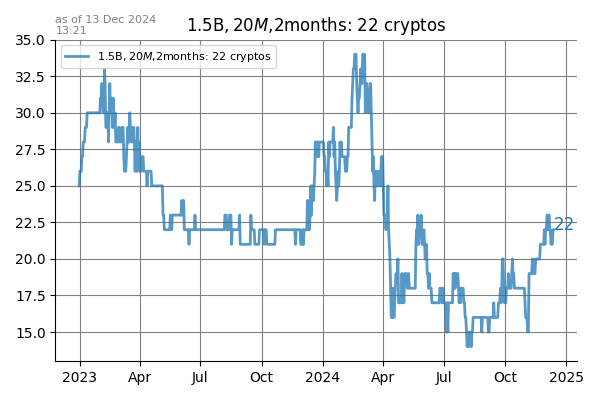 as of 13 Dec 2024
13:21
1.5B, 20M,2months: 22 cryptos
1.5B, 20M,2months: 22 cryptos
35.0
32.5
30.0
27.5
25.0
22.5
20.0
17.5
15.0
22
2023 Apr Jul Oct 2024 Apr Jul Oct 2025